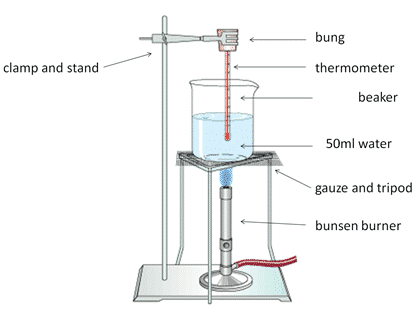 bung
clamp and stand
thermometer
beaker
50ml water
gauze and tripod
bunsen burner